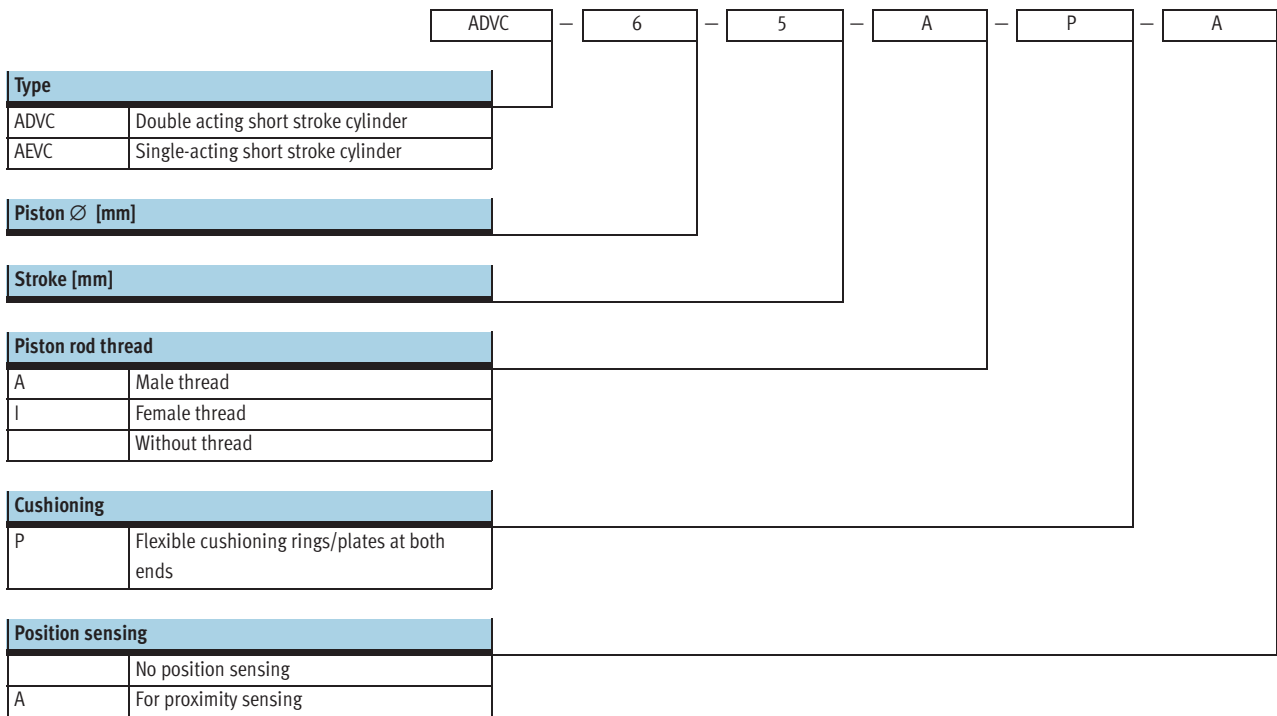 ADVC — 6 — 5 — A — P — A
Type
ADVC Double acting short stroke cylinder
AEVC Single-acting short stroke cylinder
Piston ∅ [mm]
Stroke [mm]
Piston rod thread
A Male thread
I Female thread
Without thread
Cushioning
P Flexible cushioning rings/plates at both
ends
Position sensing
No position sensing
A For proximity sensing